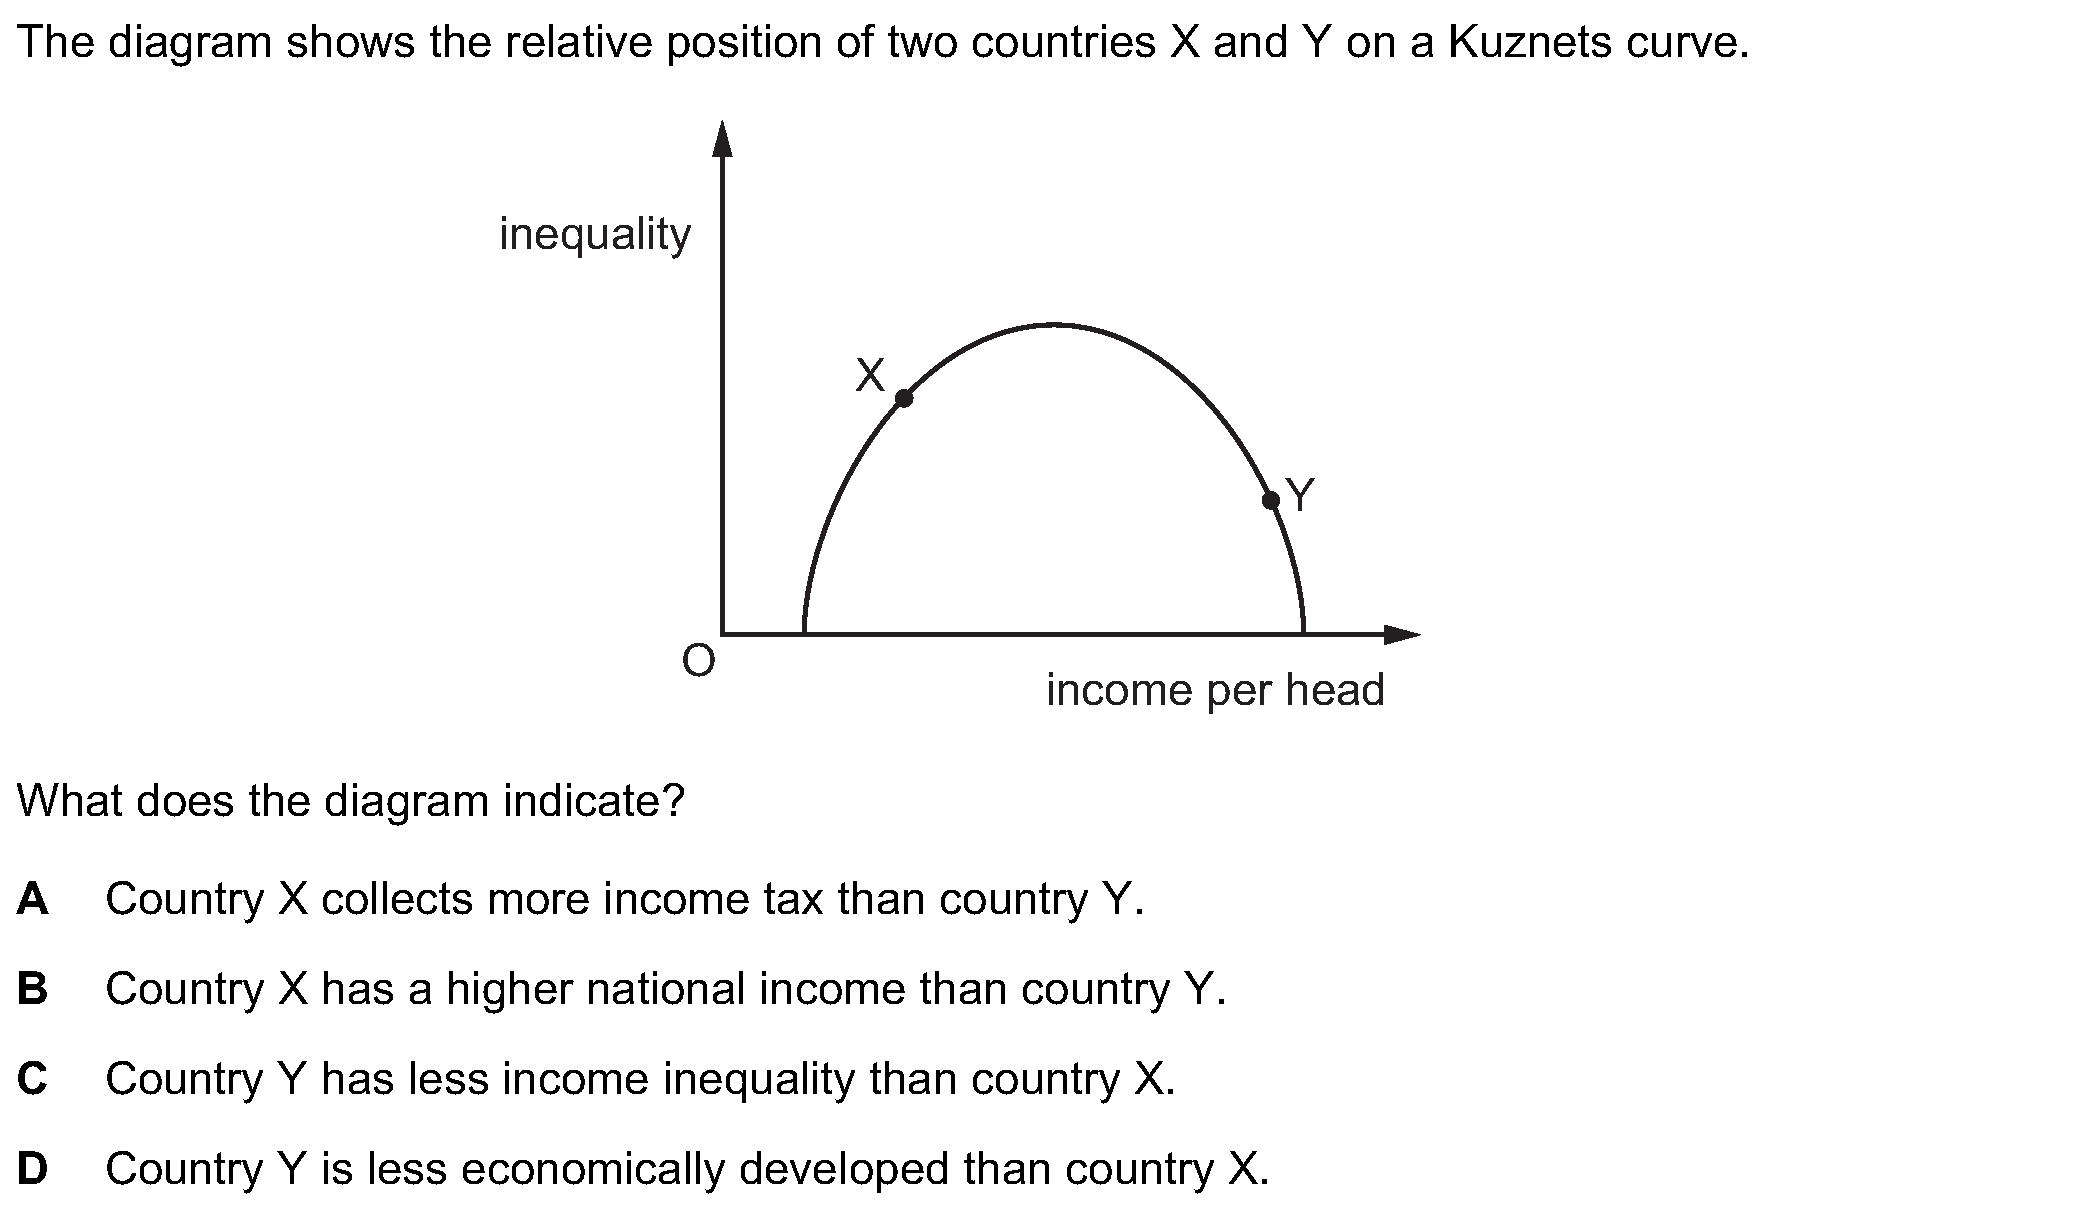 The diagram shows the relative position of two countries X and Y on a Kuznets curve.
inequality
X
Y
O
income per head
What does the diagram indicate?
A Country X collects more income tax than country Y.
B Country X has a higher national income than country Y.
C Country Y has less income inequality than country X.
D Country Y is less economically developed than country X.